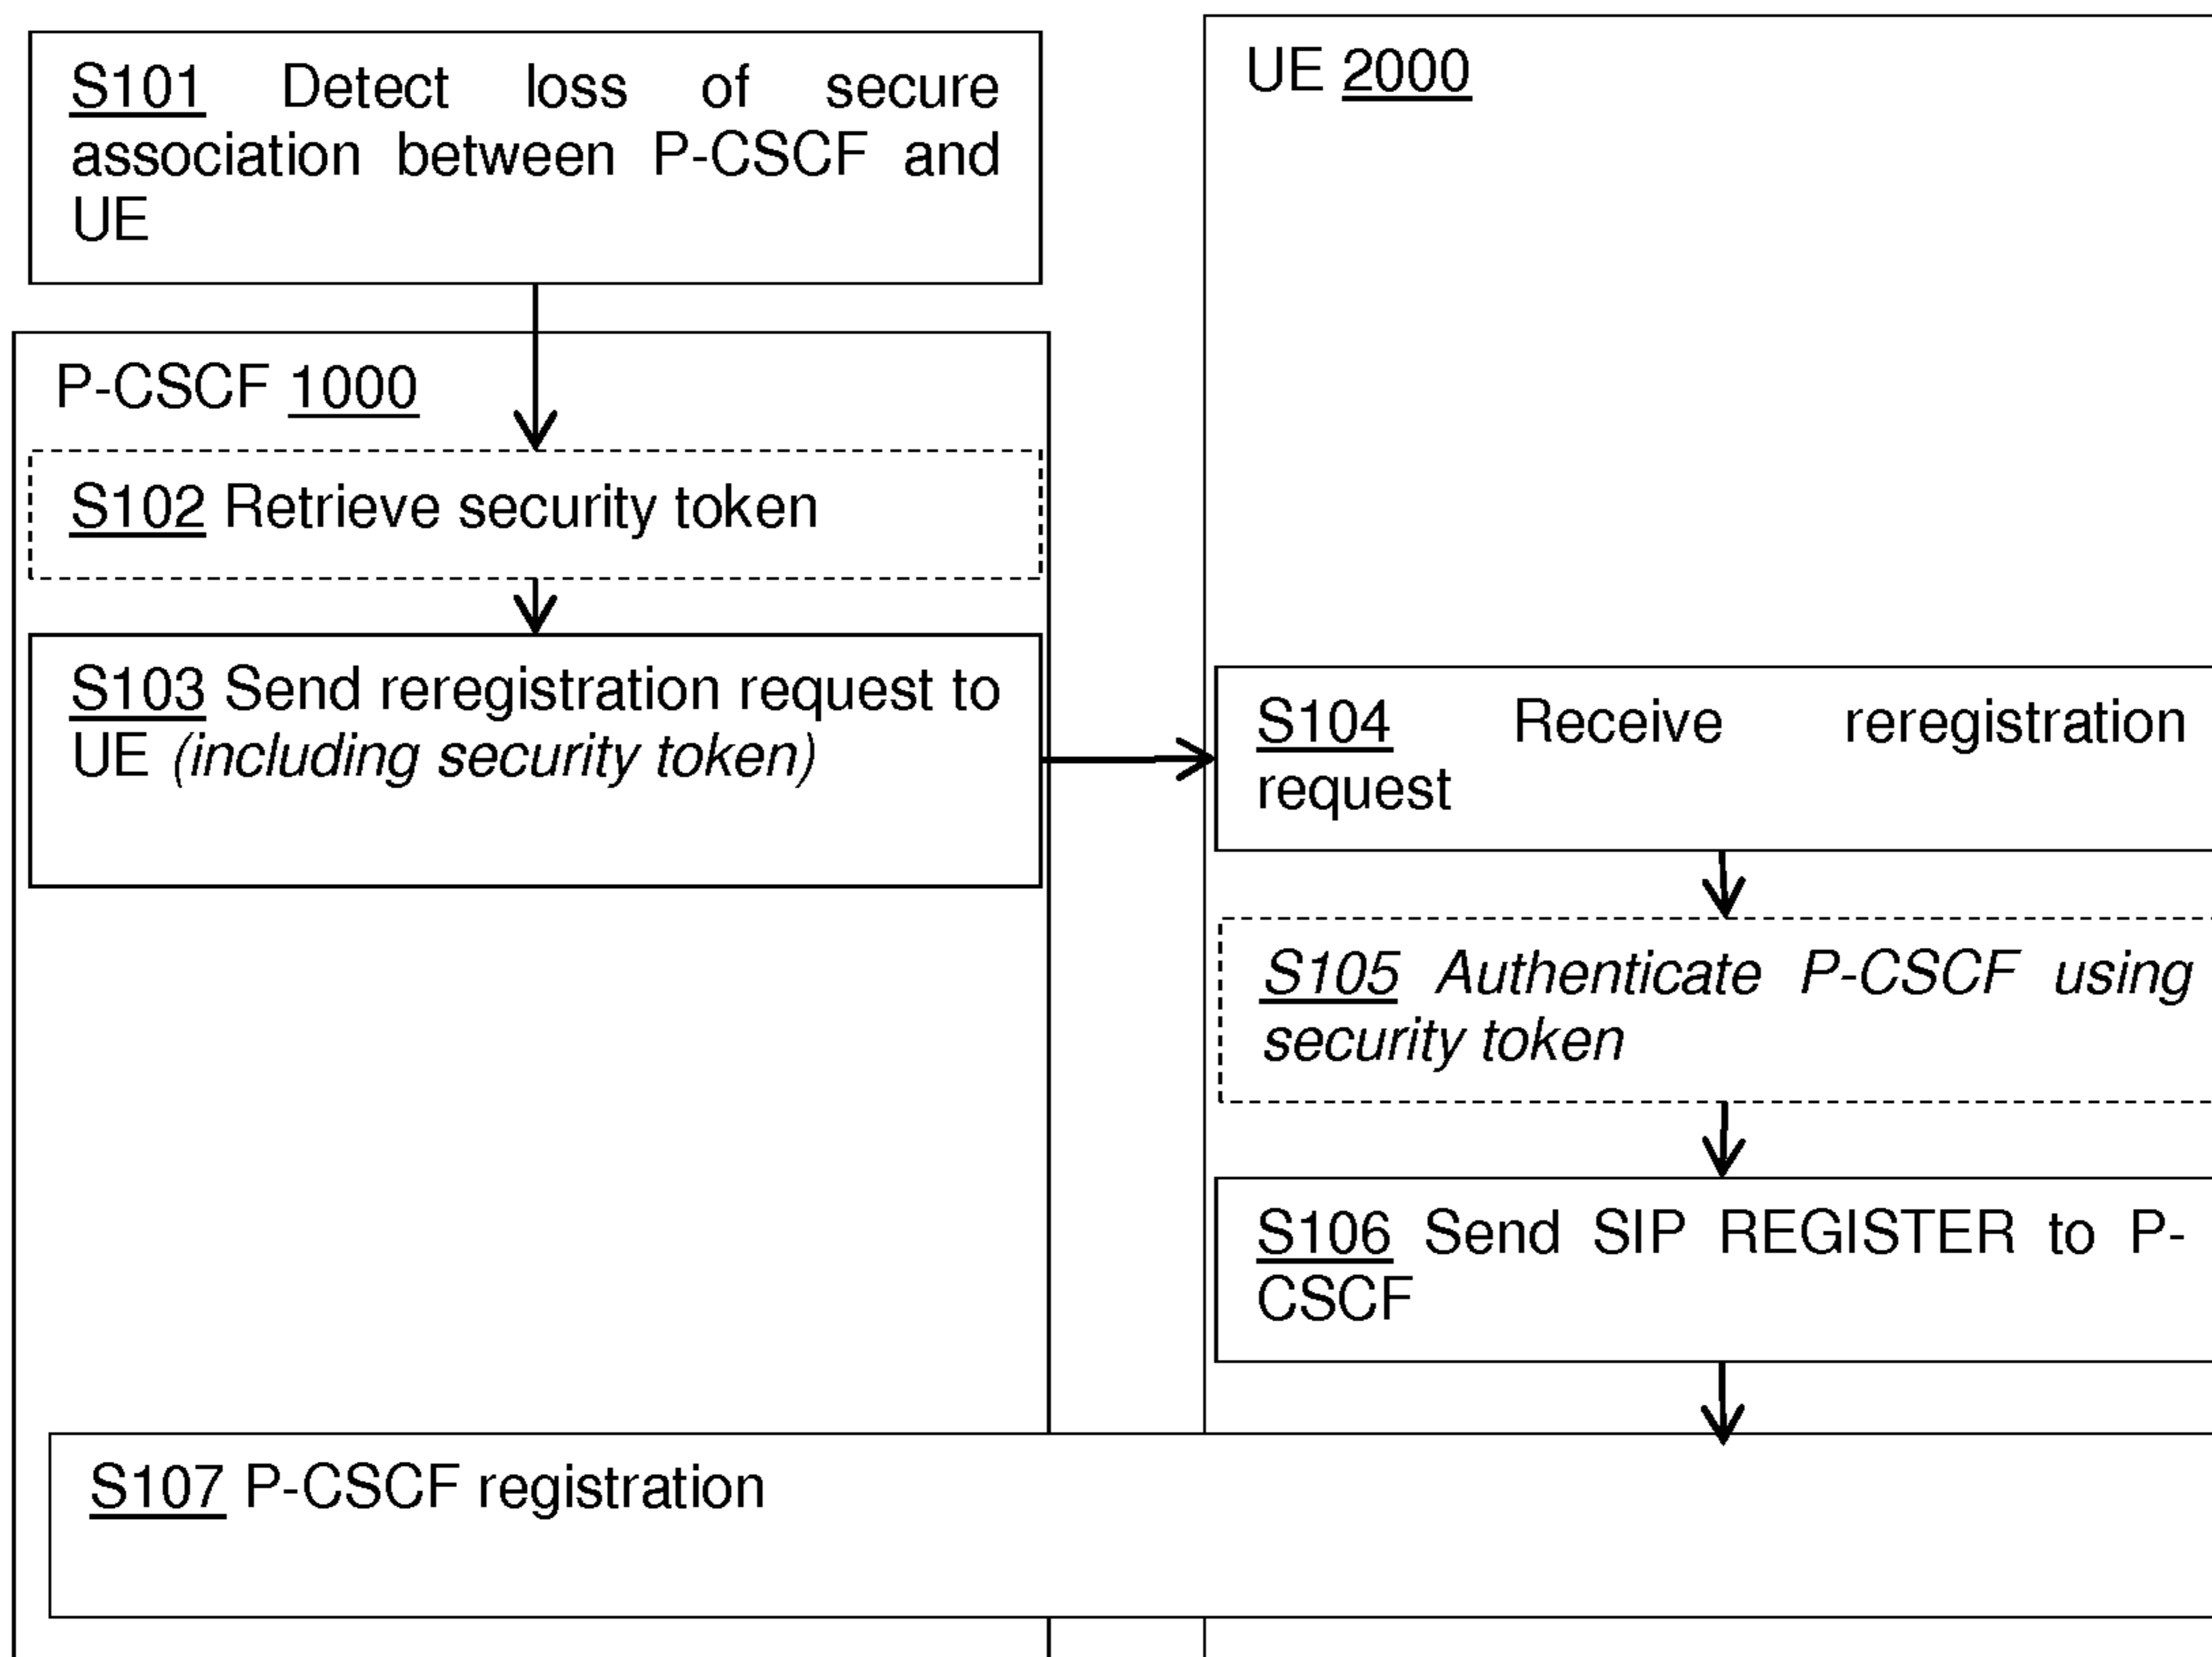 S101 Detect loss of secure
association between P-CSCF and
UE
P-CSCF 1000
S102 Retrieve security token
S103 Send reregistration request to
UE (including security token)
UE 2000
S104 Receive reregistration
request
S105 Authenticate P-CSCF using
security token
S106 Send SIP REGISTER to P-
CSCF
S107 P-CSCF registration